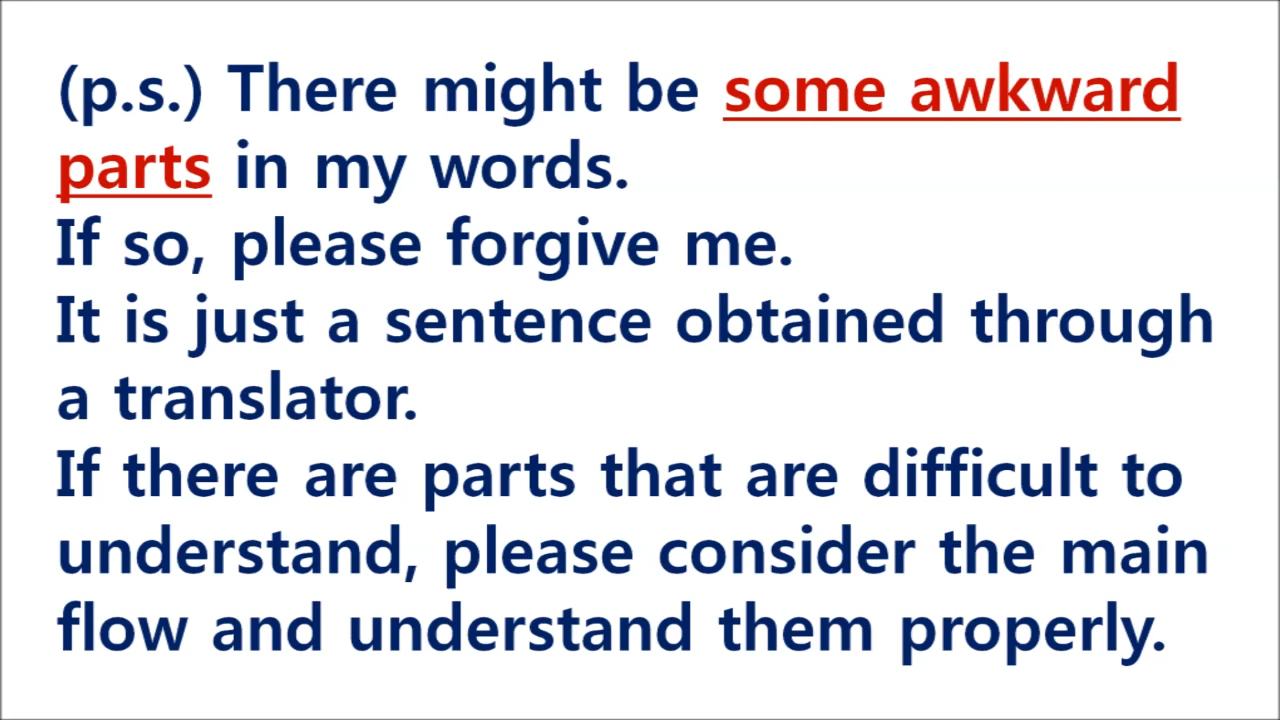 (p.s.) There might be some awkward
parts in my words.
If so, please forgive me.
It is just a sentence obtained through
a translator.
If there are parts that are difficult to
understand, please consider the main
flow and understand them properly.